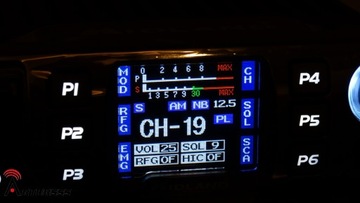 P1
P2
P3
MOD
RFG
EMG
0 2 4 6 8 MAX
P
S
1 3 5 7 9 30 MAX
S AM NB 12.5
CH-19 PL
VOL 25 SQL 9
RFG OF HIC OF
CH
SQL
SCA
P4
P5
P6